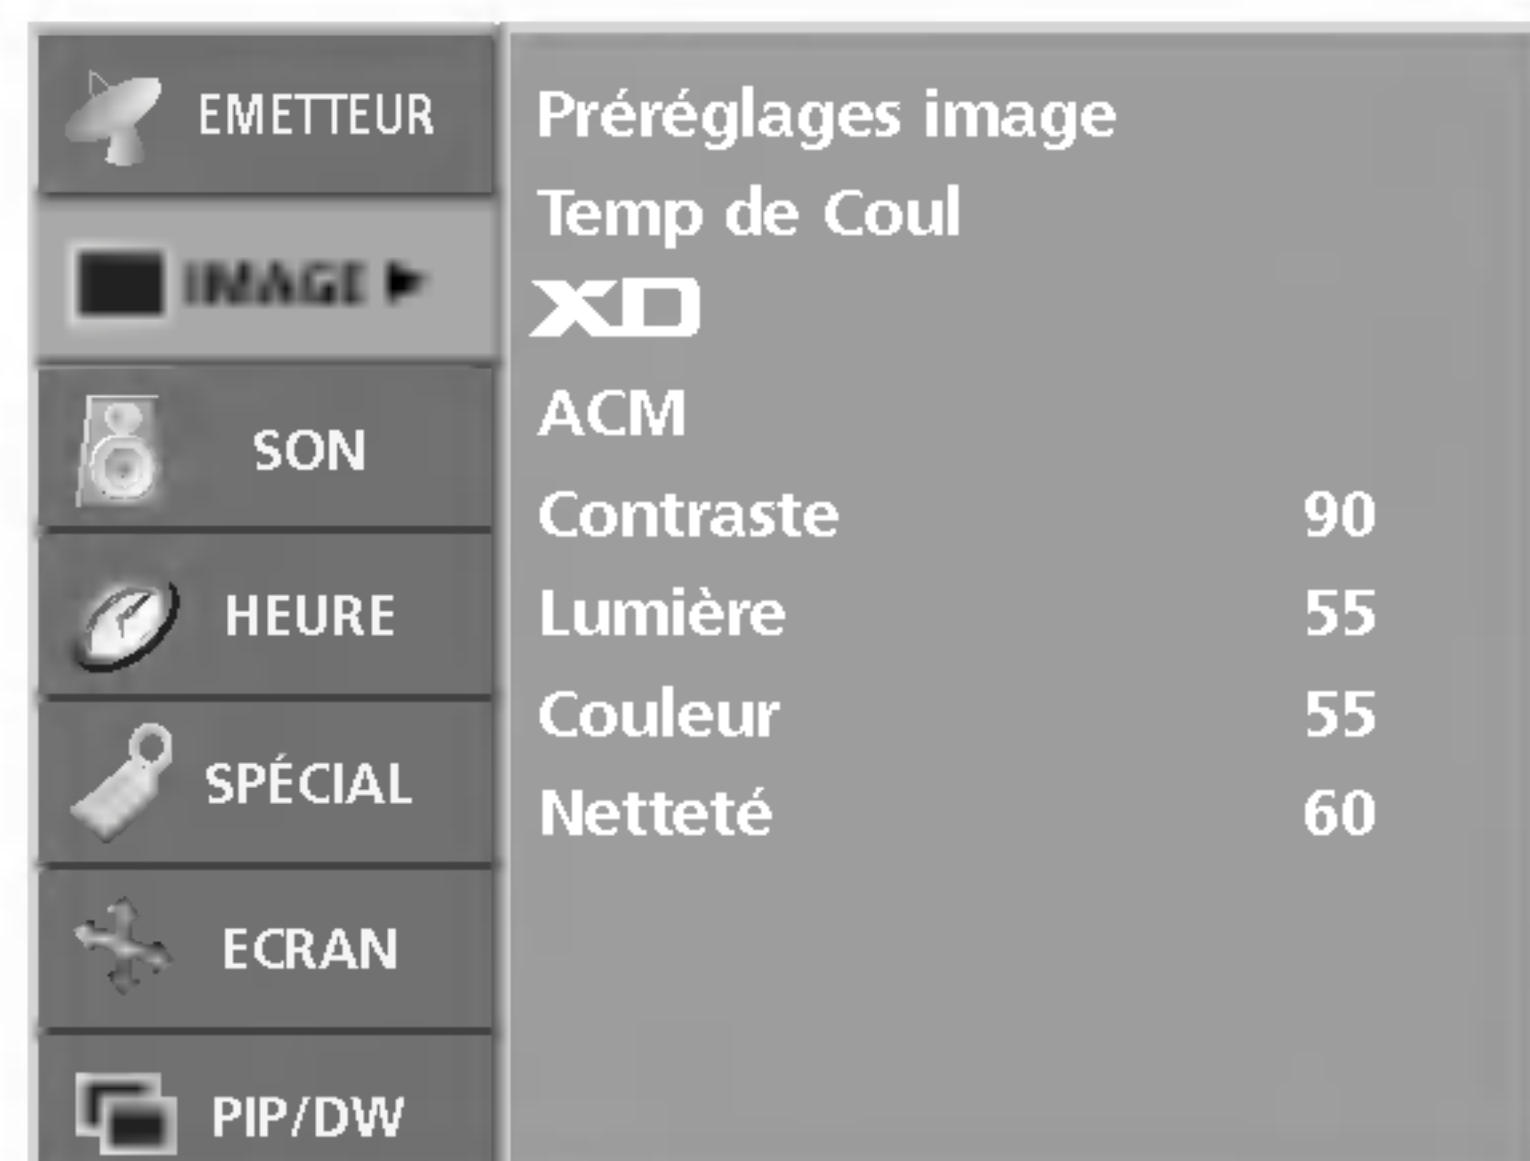 EMETTEUR
IMAGE ►
SON
HEURE
SPÉCIAL
ECRAN
PIP/DW
Préréglages image
Temp de Coul
XD
ACM
Contraste 90
Lumière 55
Couleur 55
Netteté 60